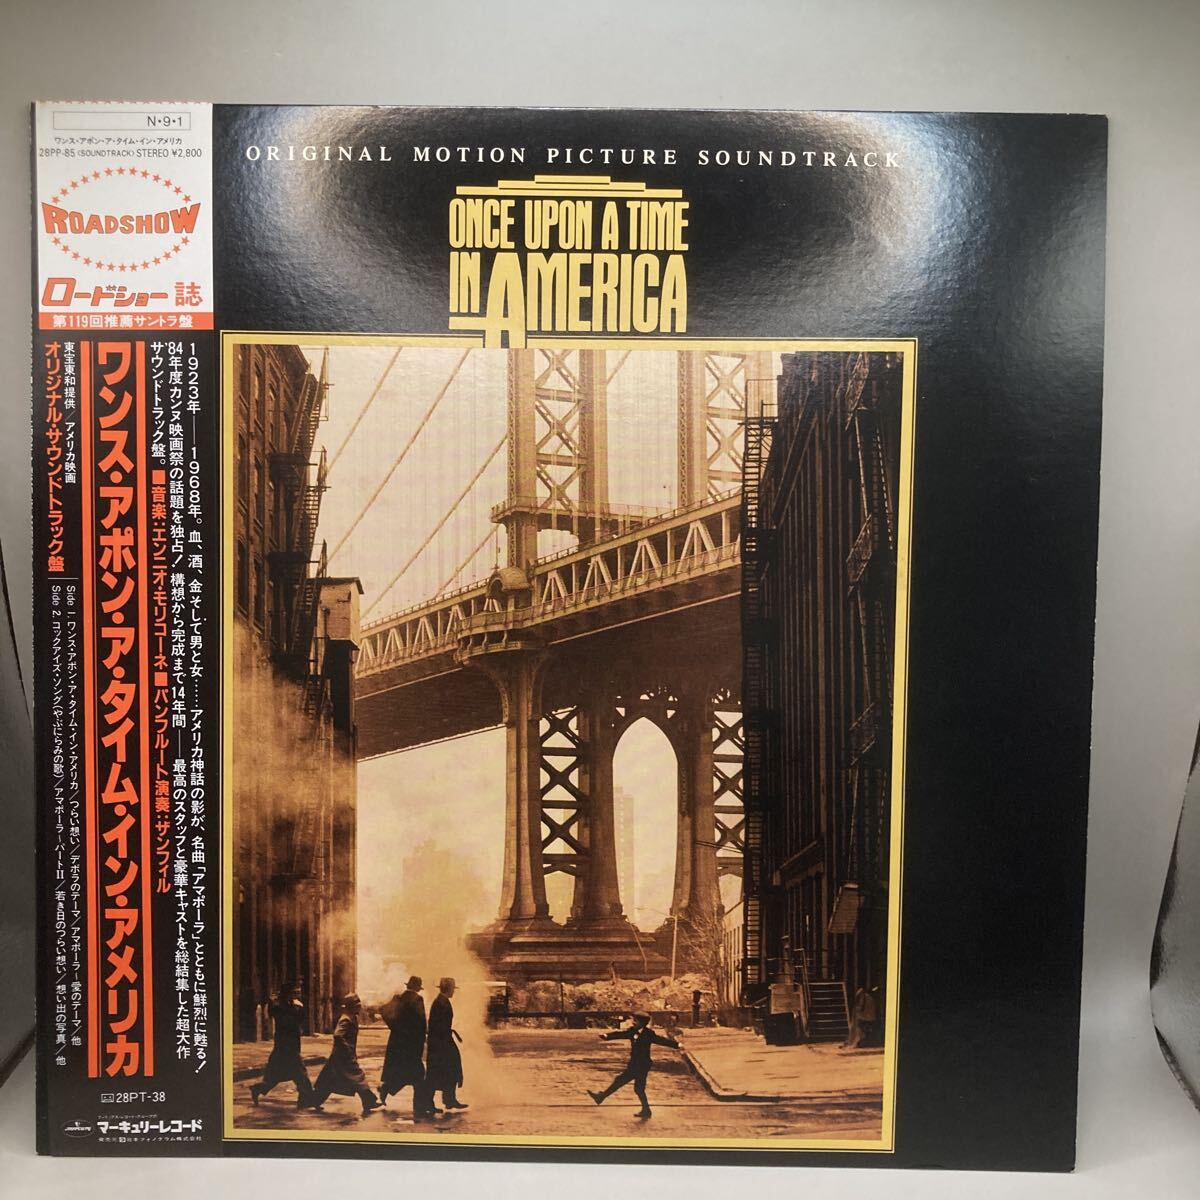 N・9・1
ワンス・アポン・ア・タイム・イン・アメリカ
28PP-85〈SOUNDTRACK〉STEREO ¥2,800
ROADSHOW
ロードショー誌
第119回推薦サントラ盤
ORIGINAL MOTION PICTURE SOUNDTRACK
ONCE UPON A TIME
IN AMERICA
1923年——1968年。血、酒、金そして男と女……アメリカ神話の影が、名曲「アマポーラ」とともに鮮烈に甦る!
'84年度カンヌ映画祭の話題を独占! 構想から完成まで14年間——最高のスタッフと豪華キャストを総結集した超大作
サウンドトラック盤。■音楽:エンニオ・モリコーネ■パンフルート演奏:ザンフィル
ワンス・アポン・ア・タイム・イン・アメリカ
東宝東和提供/アメリカ映画
オリジナル・サウンドトラック盤
Side 1. ワンス・アポン・ア・タイム・イン・アメリカ/つらい想い/デボラのテーマ/アマポーラ〜愛のテーマ/他
Side 2. コックアイズ・ソング(やぶにらみの歌)/アマポーラ〜パートII/若き日のつらい想い/想い出の写真/他
28PT-38
マーキュリーレコード
発売元 日本フォノグラム株式会社